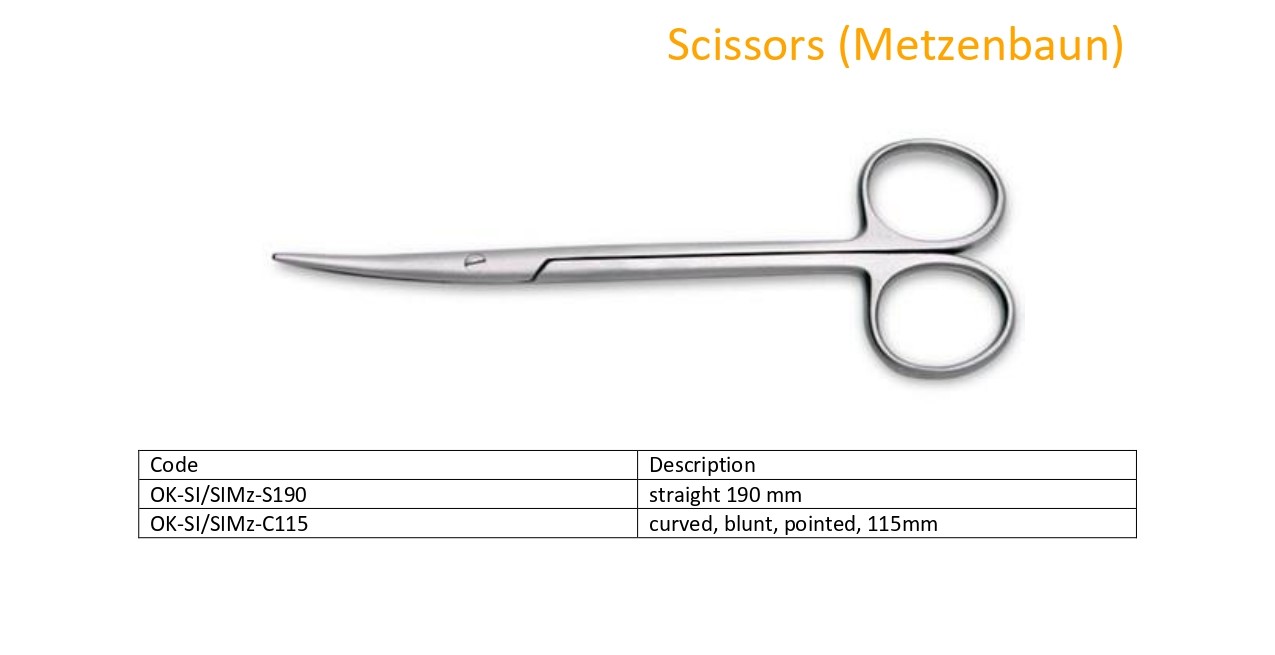 Scissors (Metzenbaun)
Code Description
OK-SI/SIMz-S190 straight 190 mm
OK-SI/SIMz-C115 curved, blunt, pointed, 115mm